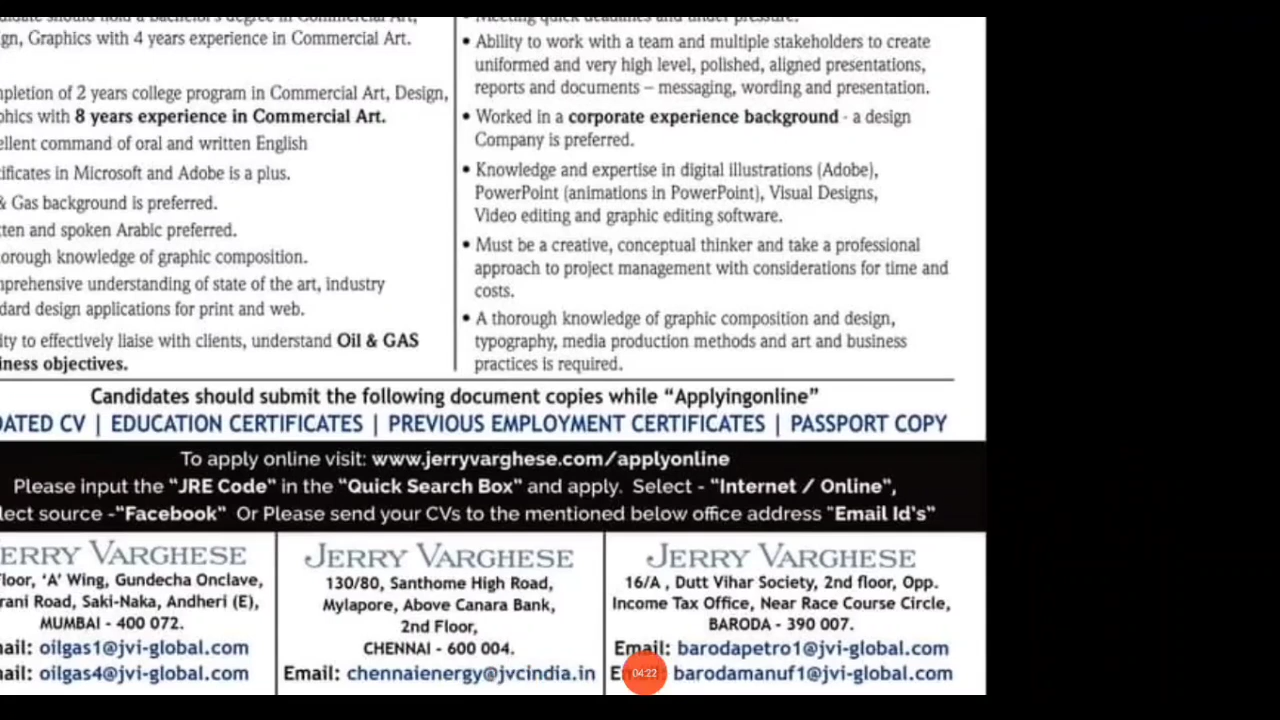 ign, Graphics with 4 years experience in Commercial Art.
mpletion of 2 years college program in Commercial Art, Design,
phics with 8 years experience in Commercial Art.
ellent command of oral and written English
tificates in Microsoft and Adobe is a plus.
& Gas background is preferred.
tten and spoken Arabic preferred.
orough knowledge of graphic composition.
mprehensive understanding of state of the art, industry
dard design applications for print and web.
ity to effectively liaise with clients, understand Oil & GAS
iness objectives.
• Meeting quick deadlines and under pressure.
• Ability to work with a team and multiple stakeholders to create
uniformed and very high level, polished, aligned presentations,
reports and documents – messaging, wording and presentation.
• Worked in a corporate experience background - a design
Company is preferred.
• Knowledge and expertise in digital illustrations (Adobe),
PowerPoint (animations in PowerPoint), Visual Designs,
Video editing and graphic editing software.
• Must be a creative, conceptual thinker and take a professional
approach to project management with considerations for time and
costs.
• A thorough knowledge of graphic composition and design,
typography, media production methods and art and business
practices is required.
Candidates should submit the following document copies while “Applyingonline”
DATED CV | EDUCATION CERTIFICATES | PREVIOUS EMPLOYMENT CERTIFICATES | PASSPORT COPY
To apply online visit: www.jerryvarghese.com/applyonline
Please input the “JRE Code” in the “Quick Search Box” and apply. Select - “Internet / Online”,
lect source -“Facebook” Or Please send your CVs to the mentioned below office address "Email Id's”
JERRY VARGHESE
Floor, ‘A’ Wing, Gundecha Onclave,
rani Road, Saki-Naka, Andheri (E),
MUMBAI - 400 072.
ail: oilgas1@jvi-global.com
ail: oilgas4@jvi-global.com
JERRY VARGHESE
130/80, Santhome High Road,
Mylapore, Above Canara Bank,
2nd Floor,
CHENNAI - 600 004.
Email: chennaienergy@jvcindia.in
JERRY VARGHESE
16/A , Dutt Vihar Society, 2nd floor, Opp.
Income Tax Office, Near Race Course Circle,
BARODA - 390 007.
Email: barodapetro1@jvi-global.com
barodamanuf1@jvi-global.com
04:22